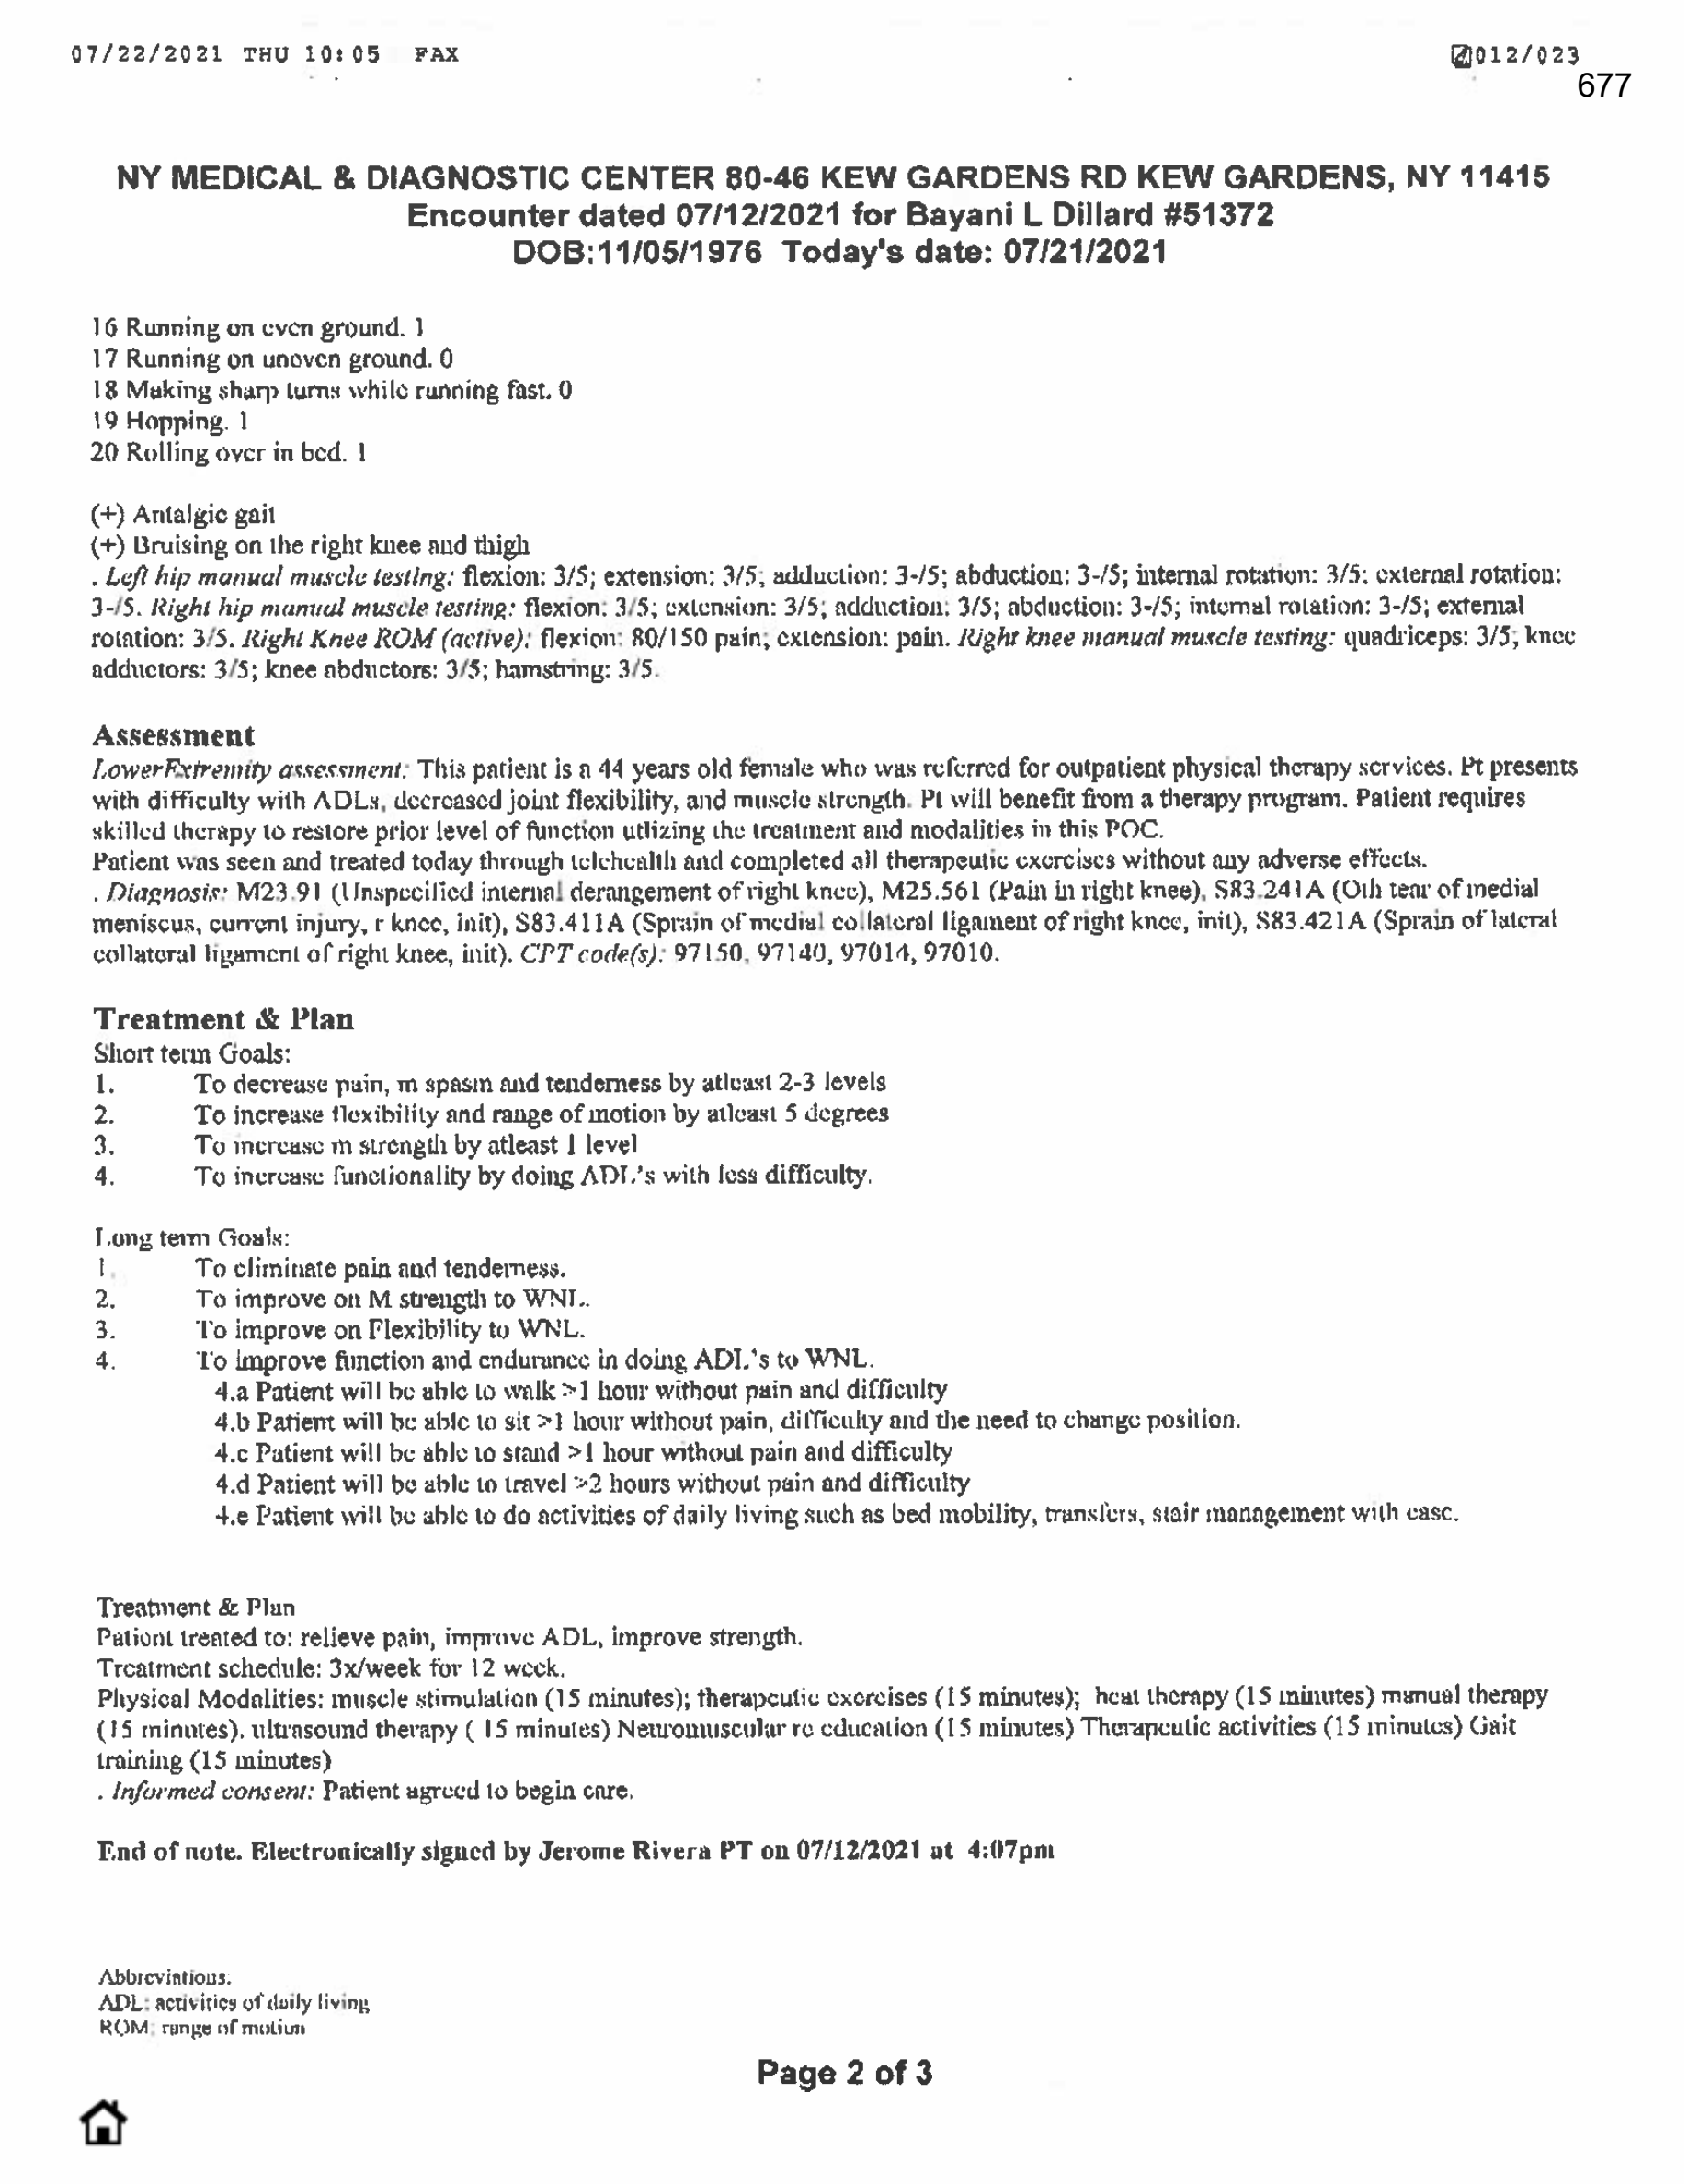 07/22/2021 THU 10:05 FAX
012/023
677
NY MEDICAL & DIAGNOSTIC CENTER 80-46 KEW GARDENS RD KEW GARDENS, NY 11415
Encounter dated 07/12/2021 for Bayani L Dillard #51372
DOB:11/05/1976 Today's date: 07/21/2021
16 Running on even ground. 1
17 Running on uneven ground. 0
18 Making sharp turns while running fast. 0
19 Hopping. 1
20 Rolling over in bed. 1
(+) Antalgic gait
(+) Bruising on the right knee and thigh
. Left hip manual muscle testing: flexion: 3/5; extension: 3/5; adduction: 3-/5; abduction: 3-/5; internal rotation: 3/5; external rotation:
3-/5. Right hip manual muscle testing: flexion: 3/5; extension: 3/5; adduction: 3/5; abduction: 3-/5; internal rotation: 3-/5; external
rotation: 3/5. Right Knee ROM (active): flexion: 80/150 pain; extension: pain. Right knee manual muscle testing: quadriceps: 3/5; knee
adductors: 3/5; knee abductors: 3/5; hamstring: 3/5.
Assessment
LowerExtremity assessment: This patient is a 44 years old female who was referred for outpatient physical therapy services. Pt presents
with difficulty with ADLs, decreased joint flexibility, and muscle strength. Pt will benefit from a therapy program. Patient requires
skilled therapy to restore prior level of function utlizing the treatment and modalities in this POC.
Patient was seen and treated today through telehealth and completed all therapeutic exercises without any adverse effects.
. Diagnosis: M23.91 (Unspecified internal derangement of right knee), M25.561 (Pain in right knee), S83.241A (Oth tear of medial
meniscus, current injury, r knee, init), S83.411A (Sprain of medial collateral ligament of right knee, init), S83.421A (Sprain of lateral
collateral ligament of right knee, init). CPT code(s): 97150, 97140, 97014, 97010.
Treatment & Plan
Short term Goals:
1. To decrease pain, m spasm and tenderness by atleast 2-3 levels
2. To increase flexibility and range of motion by atleast 5 degrees
3. To increase m strength by atleast 1 level
4. To increase functionality by doing ADL's with less difficulty.
Long term Goals:
1. To eliminate pain and tenderness.
2. To improve on M strength to WNL.
3. To improve on Flexibility to WNL.
4. To improve function and endurance in doing ADL's to WNL.
4.a Patient will be able to walk >1 hour without pain and difficulty
4.b Patient will be able to sit >1 hour without pain, difficulty and the need to change position.
4.c Patient will be able to stand >1 hour without pain and difficulty
4.d Patient will be able to travel >2 hours without pain and difficulty
4.e Patient will be able to do activities of daily living such as bed mobility, transfers, stair management with ease.
Treatment & Plan
Patient treated to: relieve pain, improve ADL, improve strength.
Treatment schedule: 3x/week for 12 week.
Physical Modalities: muscle stimulation (15 minutes); therapeutic exercises (15 minutes); heat therapy (15 minutes) manual therapy
(15 minutes), ultrasound therapy ( 15 minutes) Neuromuscular re education (15 minutes) Therapeutic activities (15 minutes) Gait
training (15 minutes)
. Informed consent: Patient agreed to begin care.
End of note. Electronically signed by Jerome Rivera PT on 07/12/2021 at 4:07pm
Abbreviations.
ADL: activities of daily living
ROM: range of motion
Page 2 of 3